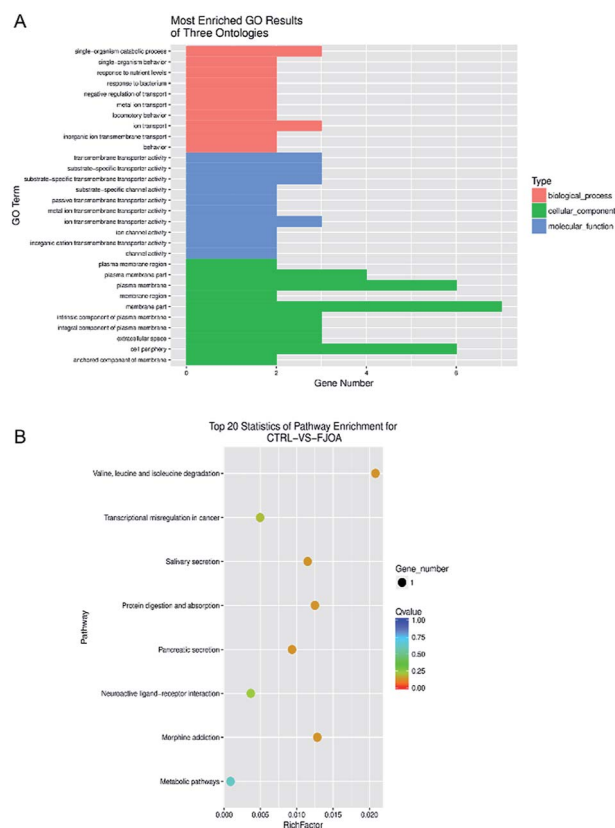 A
Most Enriched GO Results
of Three Ontologies
single-organism catabolic process
single-organism behavior
response to nutrient levels
response to bacterium
negative regulation of transport
metal ion transport
locomotory behavior
ion transport
inorganic ion transmembrane transport
behavior
transmembrane transporter activity
substrate-specific transporter activity
substrate-specific transmembrane transporter activity
substrate-specific channel activity
passive transmembrane transporter activity
metal ion transmembrane transporter activity
ion transmembrane transporter activity
ion channel activity
inorganic cation transmembrane transporter activity
channel activity
plasma membrane region
plasma membrane part
plasma membrane
membrane region
membrane part
intrinsic component of plasma membrane
integral component of plasma membrane
extracellular space
cell periphery
anchored component of membrane
GO Term
0 2 4 6
Gene Number
Type
biological_process
cellular_component
molecular_function
B
Top 20 Statistics of Pathway Enrichment for
CTRL-VS-FJOA
Valine, leucine and isoleucine degradation
Transcriptional misregulation in cancer
Salivary secretion
Protein digestion and absorption
Pancreatic secretion
Neuroactive ligand-receptor interaction
Morphine addiction
Metabolic pathways
Pathway
0.000 0.005 0.010 0.015 0.020
RichFactor
Gene_number
1
Qvalue
1.00
0.75
0.50
0.25
0.00